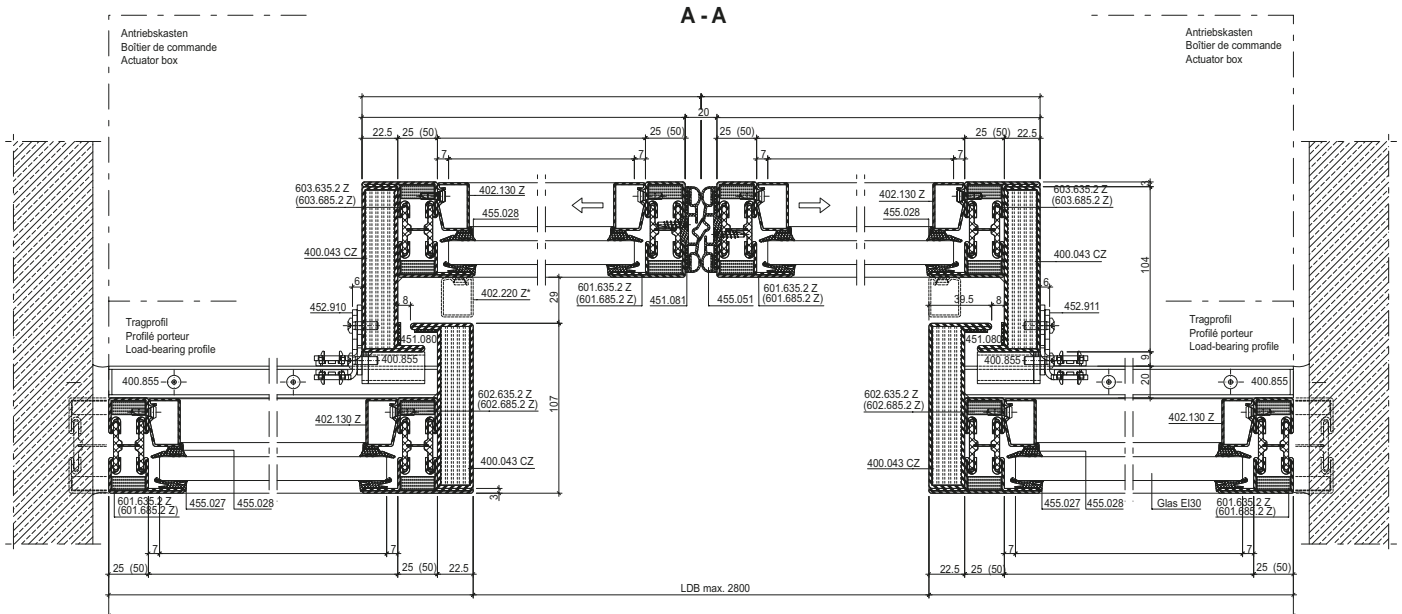 A - A
Antriebskasten
Boîtier de commande
Actuator box
Antriebskasten
Boîtier de commande
Actuator box
20
22.5
25 (50)
25 (50)
25 (50)
25 (50)
22.5
7
7
7
7
603.635.2 Z
(603.685.2 Z)
402.130 Z
455.028
402.130 Z
455.028
603.635.2 Z
(603.685.2 Z)
3
400.043 CZ
400.043 CZ
104
601.635.2 Z
(601.685.2 Z)
451.081
455.051
601.635.2 Z
(601.685.2 Z)
6
8
402.220 Z*
29
39.5
8
6
452.910
452.911
Tragprofil
Profilé porteur
Load-bearing profile
Tragprofil
Profilé porteur
Load-bearing profile
451.080
451.080
400.855
400.855
9
20
400.855
400.855
602.635.2 Z
(602.685.2 Z)
602.635.2 Z
(602.685.2 Z)
107
402.130 Z
402.130 Z
400.043 CZ
400.043 CZ
3
601.635.2 Z
(601.685.2 Z)
455.027
455.028
455.027
455.028
Glas EI30
601.635.2 Z
(601.685.2 Z)
7
7
7
7
25 (50)
25 (50)
22.5
22.5
25 (50)
25 (50)
LDB max. 2800